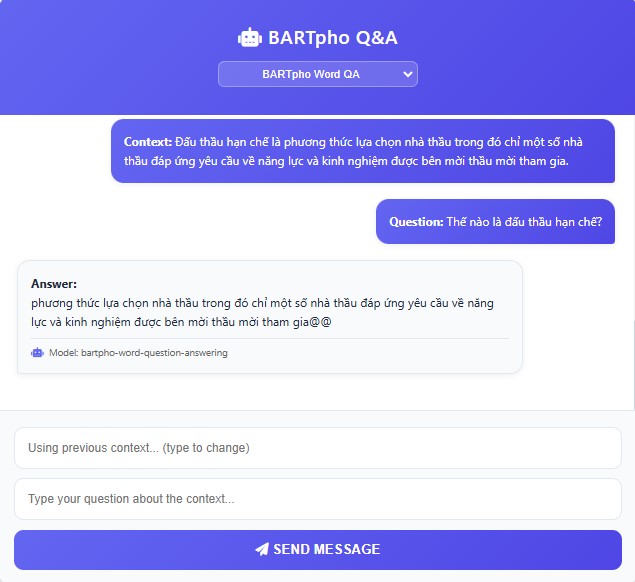 BARTpho Q&A
BARTpho Word QA
Context: Đấu thầu hạn chế là phương thức lựa chọn nhà thầu trong đó chỉ một số nhà
thầu đáp ứng yêu cầu về năng lực và kinh nghiệm được bên mời thầu mời tham gia.
Question: Thế nào là đấu thầu hạn chế?
Answer:
phương thức lựa chọn nhà thầu trong đó chỉ một số nhà thầu đáp ứng yêu cầu về năng
lực và kinh nghiệm được bên mời thầu mời tham gia@@
Model: bartpho-word-question-answering
Using previous context... (type to change)
Type your question about the context...
SEND MESSAGE